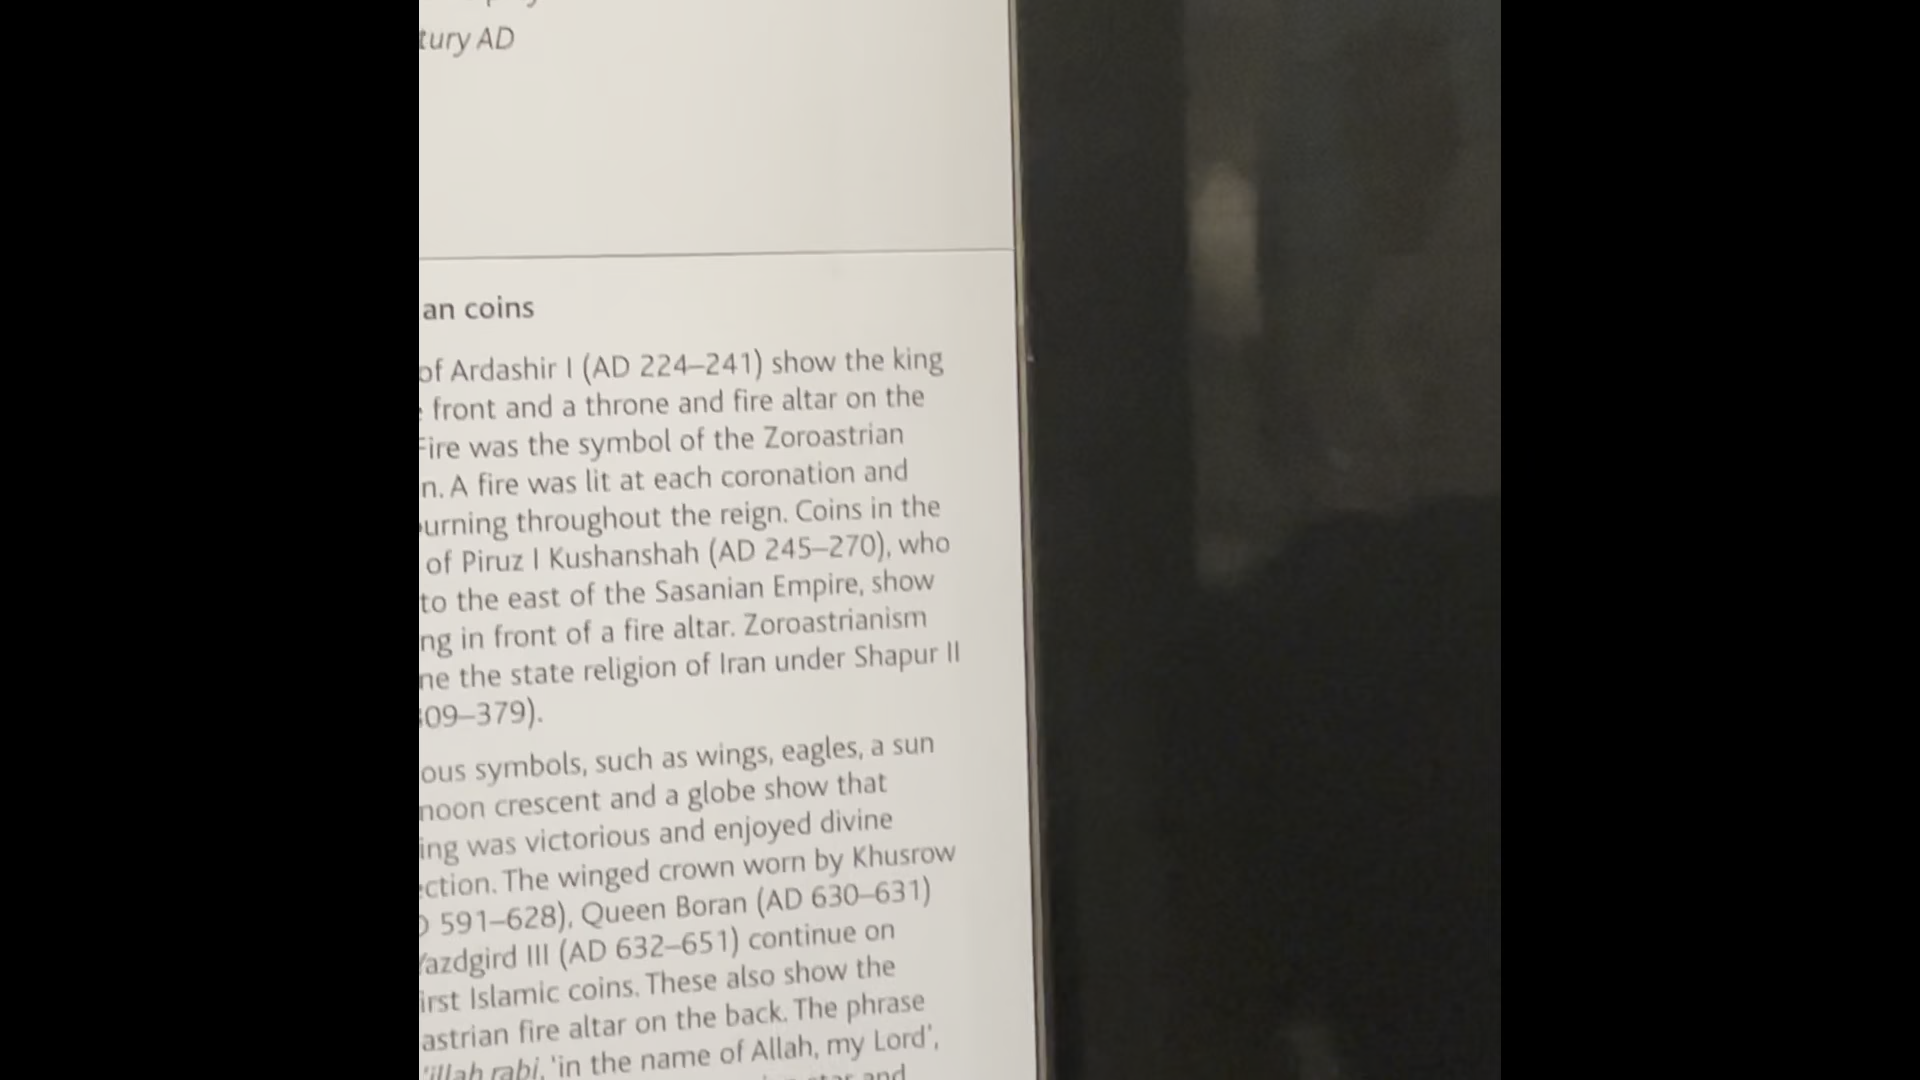 tury AD
an coins
of Ardashir I (AD 224–241) show the king
front and a throne and fire altar on the
Fire was the symbol of the Zoroastrian
n. A fire was lit at each coronation and
urning throughout the reign. Coins in the
of Piruz I Kushanshah (AD 245–270), who
to the east of the Sasanian Empire, show
ng in front of a fire altar. Zoroastrianism
ne the state religion of Iran under Shapur II
09–379).
ous symbols, such as wings, eagles, a sun
noon crescent and a globe show that
ing was victorious and enjoyed divine
ction. The winged crown worn by Khusrow
591–628), Queen Boran (AD 630–631)
Yazdgird III (AD 632–651) continue on
irst Islamic coins. These also show the
astrian fire altar on the back. The phrase
'illah rabi, 'in the name of Allah, my Lord',
and